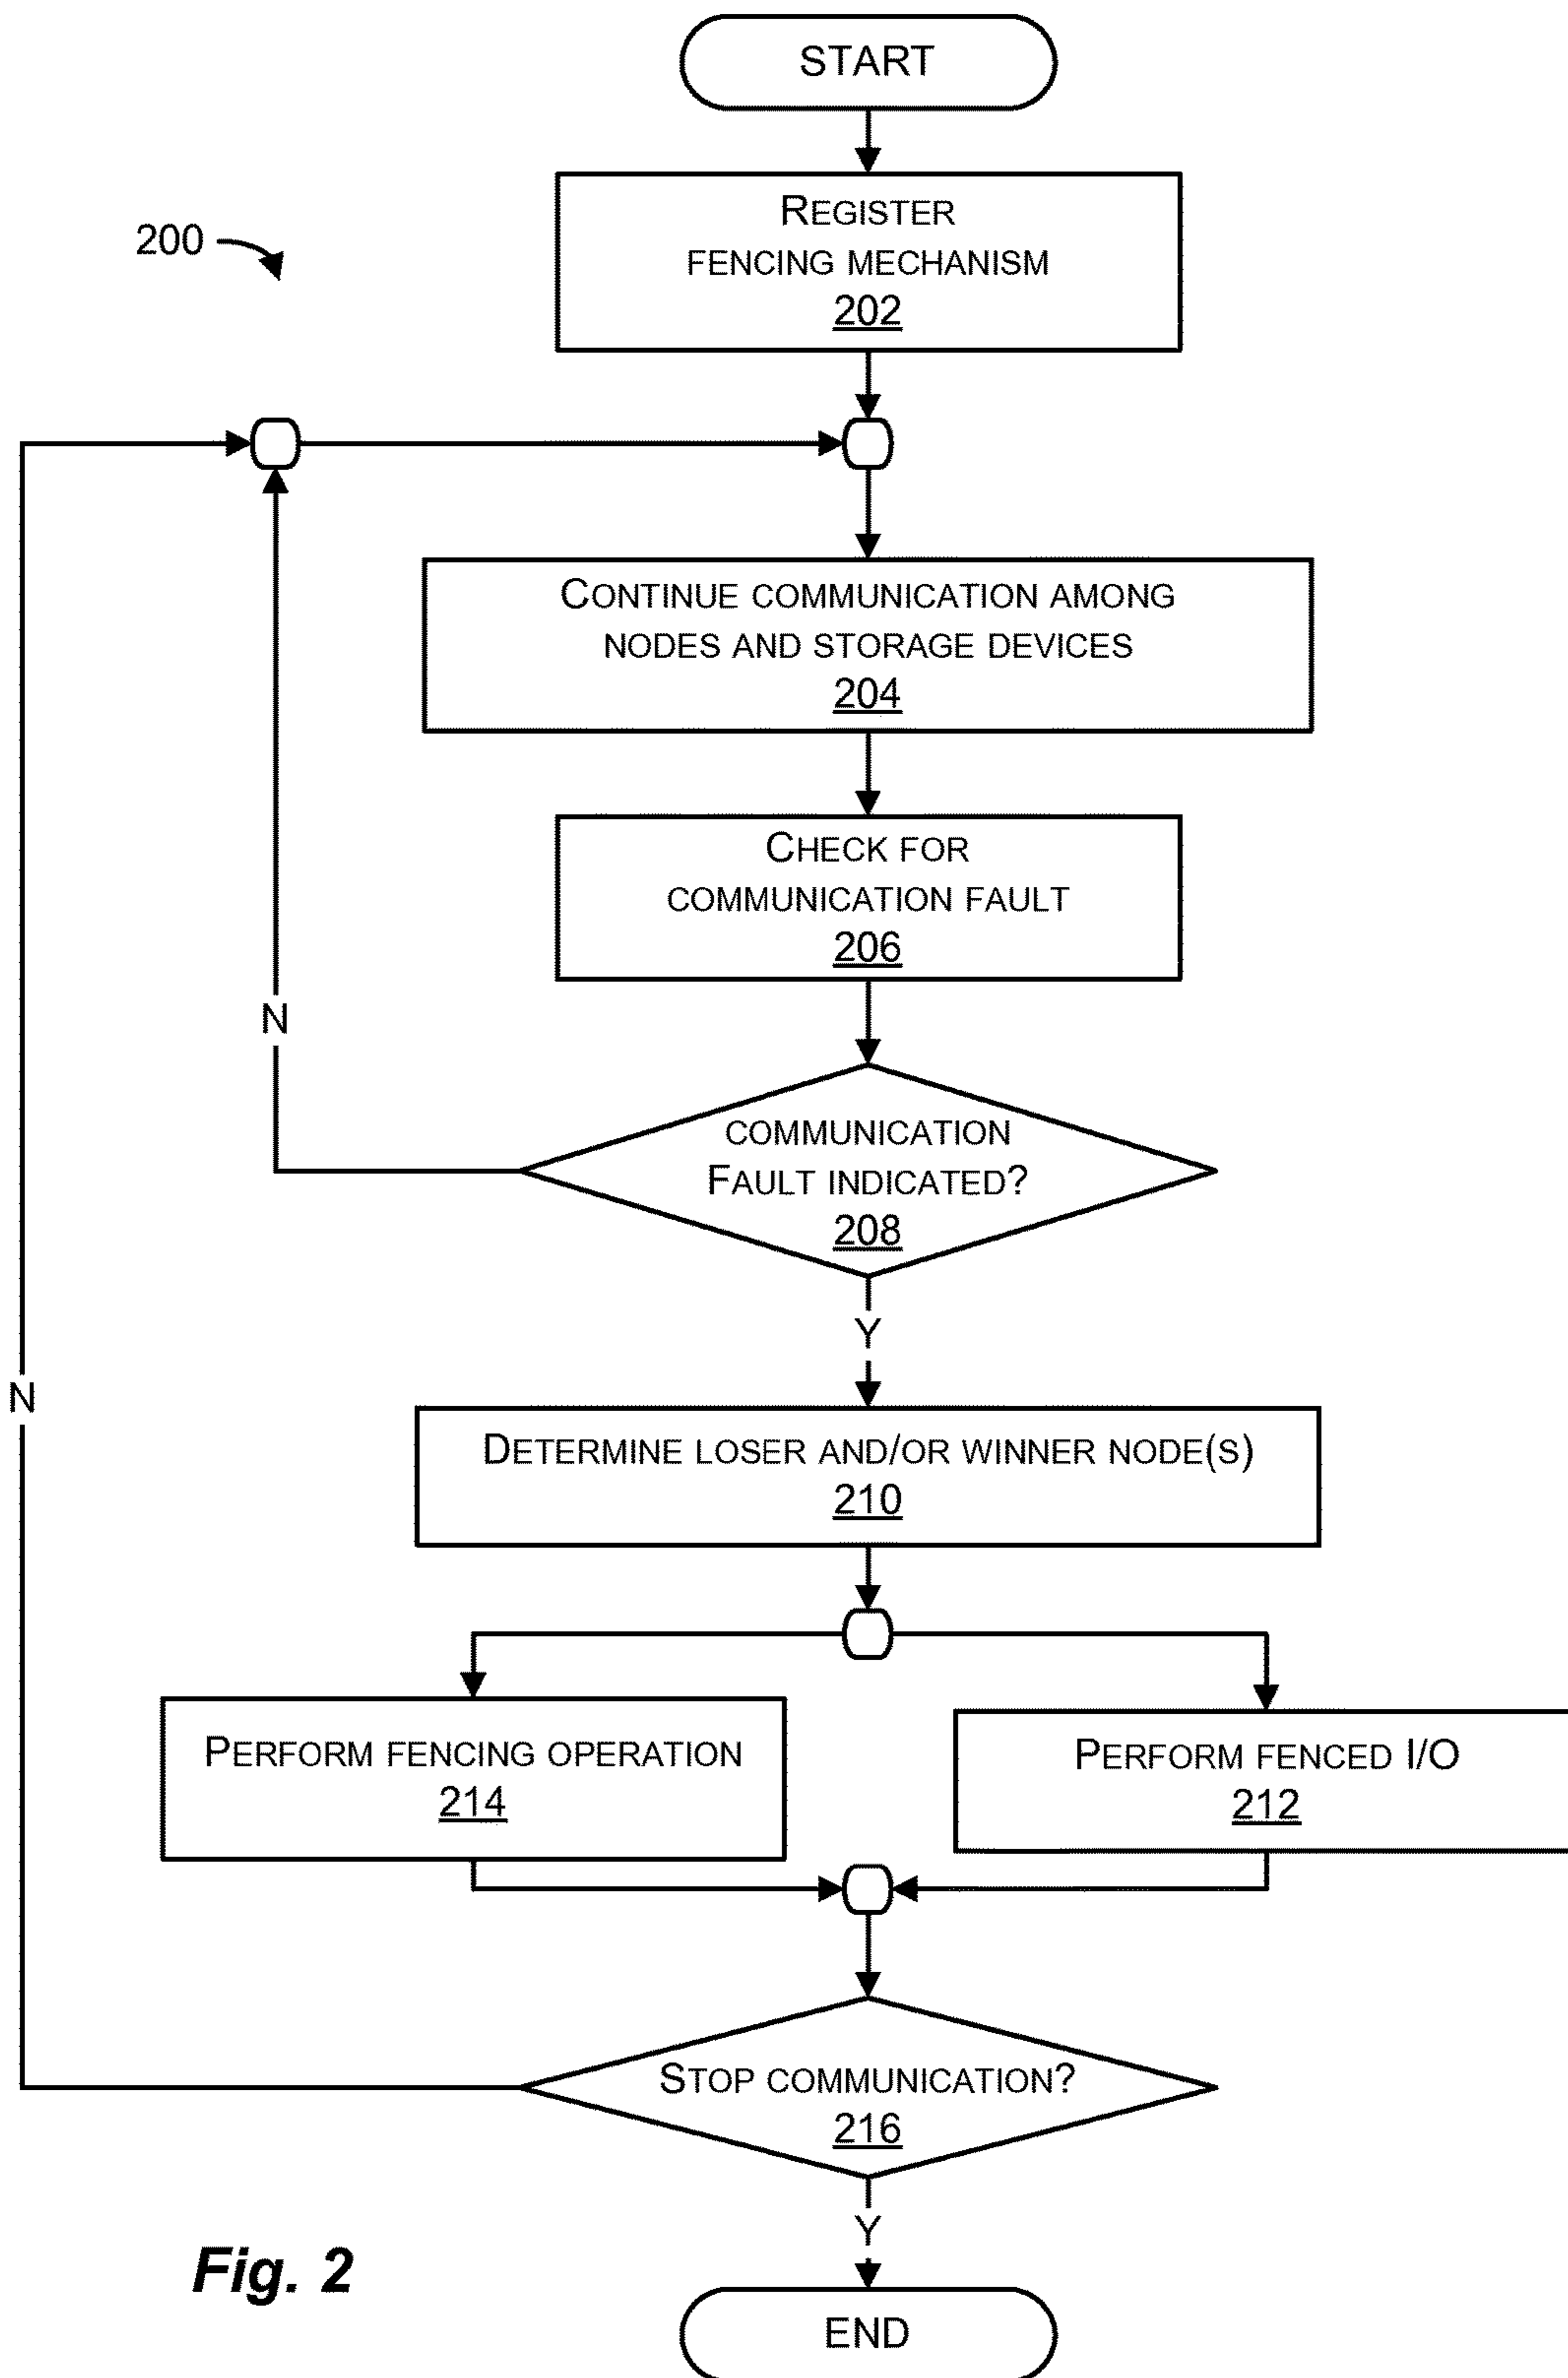 START
REGISTER
FENCING MECHANISM
202
200
CONTINUE COMMUNICATION AMONG
NODES AND STORAGE DEVICES
204
CHECK FOR
COMMUNICATION FAULT
206
N
COMMUNICATION
FAULT INDICATED?
208
Y
N
DETERMINE LOSER AND/OR WINNER NODE(S)
210
PERFORM FENCING OPERATION
214
PERFORM FENCED I/O
212
STOP COMMUNICATION?
216
Y
Fig. 2
END